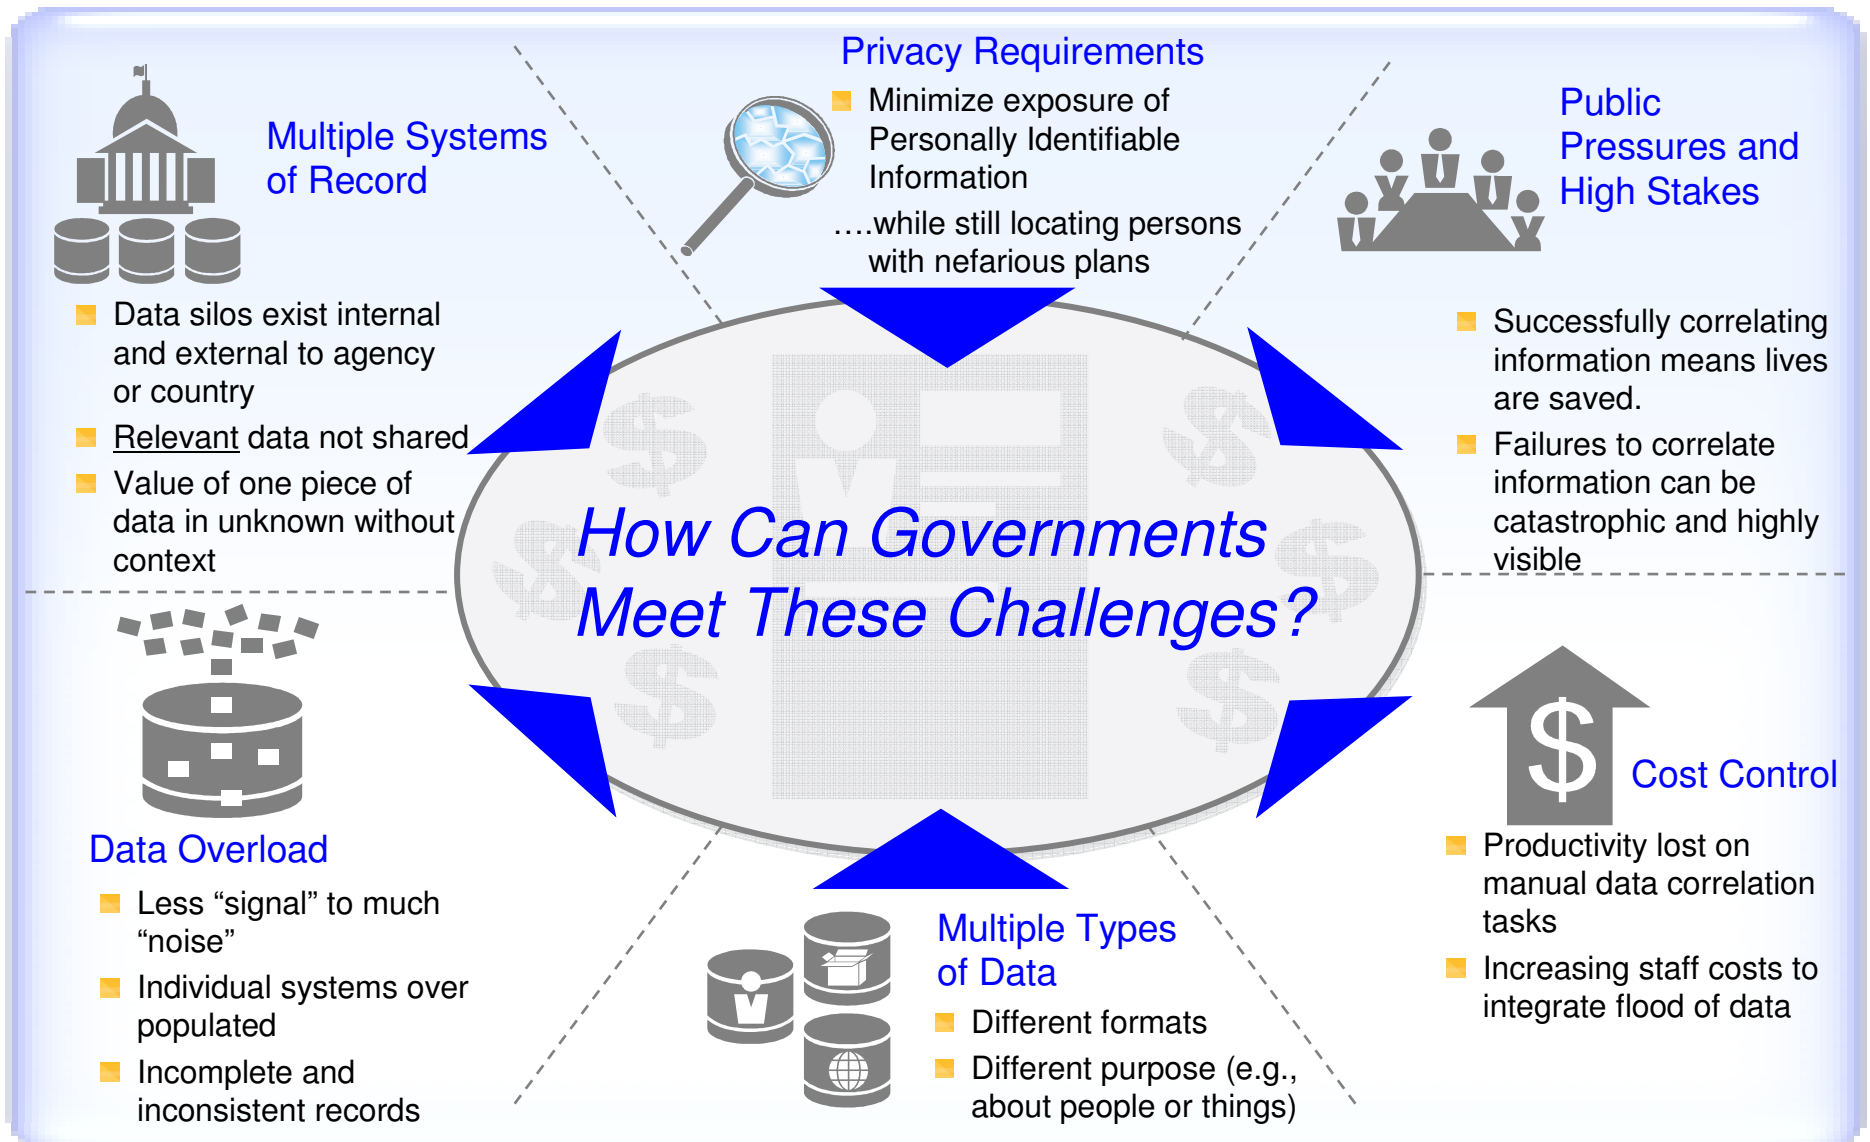 Multiple Systems
of Record
Data silos exist internal
and external to agency
or country
Relevant data not shared
Value of one piece of
data in unknown without
context
Privacy Requirements
Minimize exposure of
Personally Identifiable
Information
….while still locating persons
with nefarious plans
Public
Pressures and
High Stakes
Successfully correlating
information means lives
are saved.
Failures to correlate
information can be
catastrophic and highly
visible
$
$
$
$
$
$
How Can Governments
Meet These Challenges?
Data Overload
Less “signal” to much
“noise”
Individual systems over
populated
Incomplete and
inconsistent records
Multiple Types
of Data
Different formats
Different purpose (e.g.,
about people or things)
$
Cost Control
Productivity lost on
manual data correlation
tasks
Increasing staff costs to
integrate flood of data